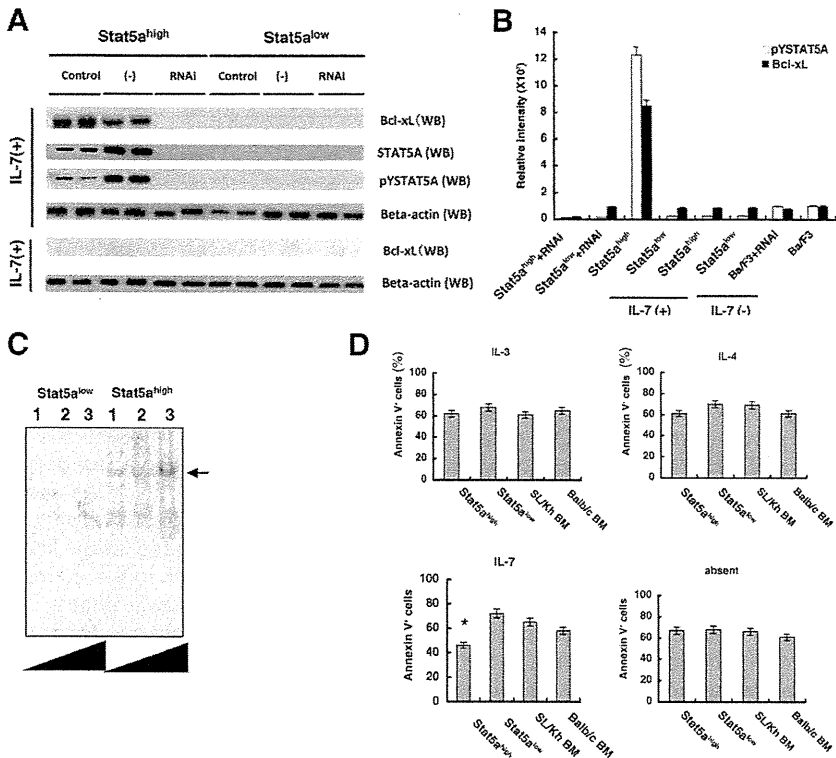 A
Stat5a^high Stat5a^low
Control (-) RNAi Control (-) RNAi
IL-7(+)
Bcl-xL(WB)
STAT5A (WB)
pYSTAT5A (WB)
Beta-actin (WB)
IL-7(+)
Bcl-xL(WB)
Beta-actin (WB)
B
14
12
10
8
6
4
2
0
pYSTAT5A
Bcl-xL
Stat5a^high+RNAi
Stat5a^low+RNAi
Stat5a^high
Stat5a^low
Stat5a^high
Stat5a^low
Ba/F3+RNAi
Ba/F3
IL-7 (+) IL-7 (-)
C
Stat5a^low Stat5a^high
1 2 3 1 2 3
D
IL-3
Annexin V⁺ cells (%)
100
80
60
40
20
0
Stat5a^high
Stat5a^low
SL/Kh BM
Balb/c BM
IL-4
Annexin V⁺ cells (%)
100
80
60
40
20
0
Stat5a^high
Stat5a^low
SL/Kh BM
Balb/c BM
IL-7
Annexin V⁺ cells
100
80
60
40
20
0
*
Stat5a^high
Stat5a^low
SL/Kh BM
Balb/c BM
absent
Annexin V⁺ cells
100
80
60
40
20
0
Stat5a^high
Stat5a^low
SL/Kh BM
Balb/c BM